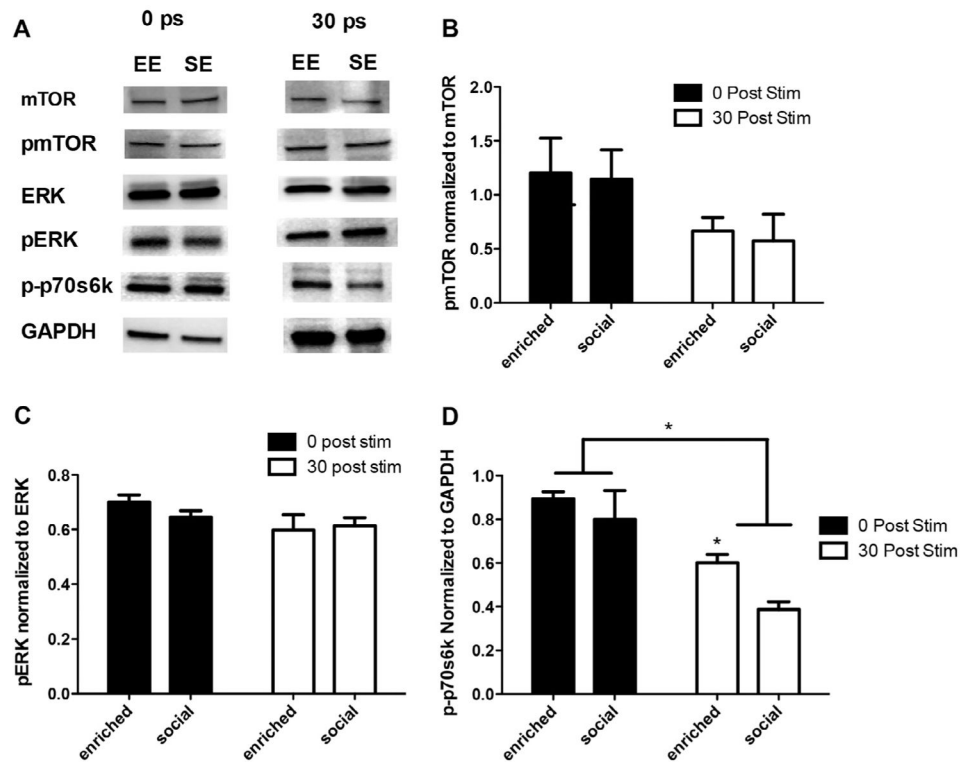 A
0 ps
30 ps
EE SE
EE SE
mTOR
pmTOR
ERK
pERK
p-p70s6k
GAPDH
B
pmTOR normalized to mTOR
2.0
1.5
1.0
0.5
0.0
0 Post Stim
30 Post Stim
enriched
social
enriched
social
C
pERK normalized to ERK
0.8
0.6
0.4
0.2
0.0
0 post stim
30 post stim
enriched
social
enriched
social
D
p-p70s6k Normalized to GAPDH
1.0
0.8
0.6
0.4
0.2
0.0
*
*
0 Post Stim
30 Post Stim
enriched
social
enriched
social